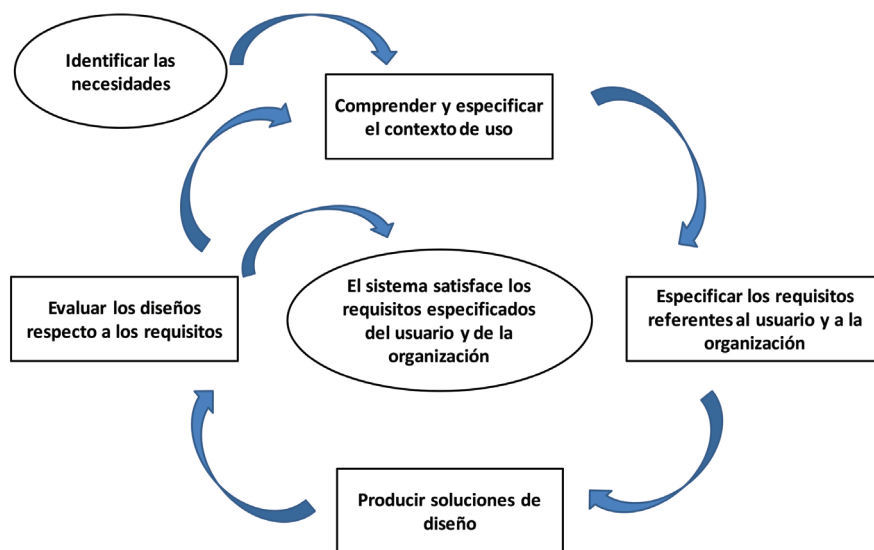 Identificar las
necesidades
Comprender y especificar
el contexto de uso
Evaluar los diseños
respecto a los requisitos
El sistema satisface los
requisitos especificados
del usuario y de la
organización
Especificar los requisitos
referentes al usuario y a la
organización
Producir soluciones de
diseño